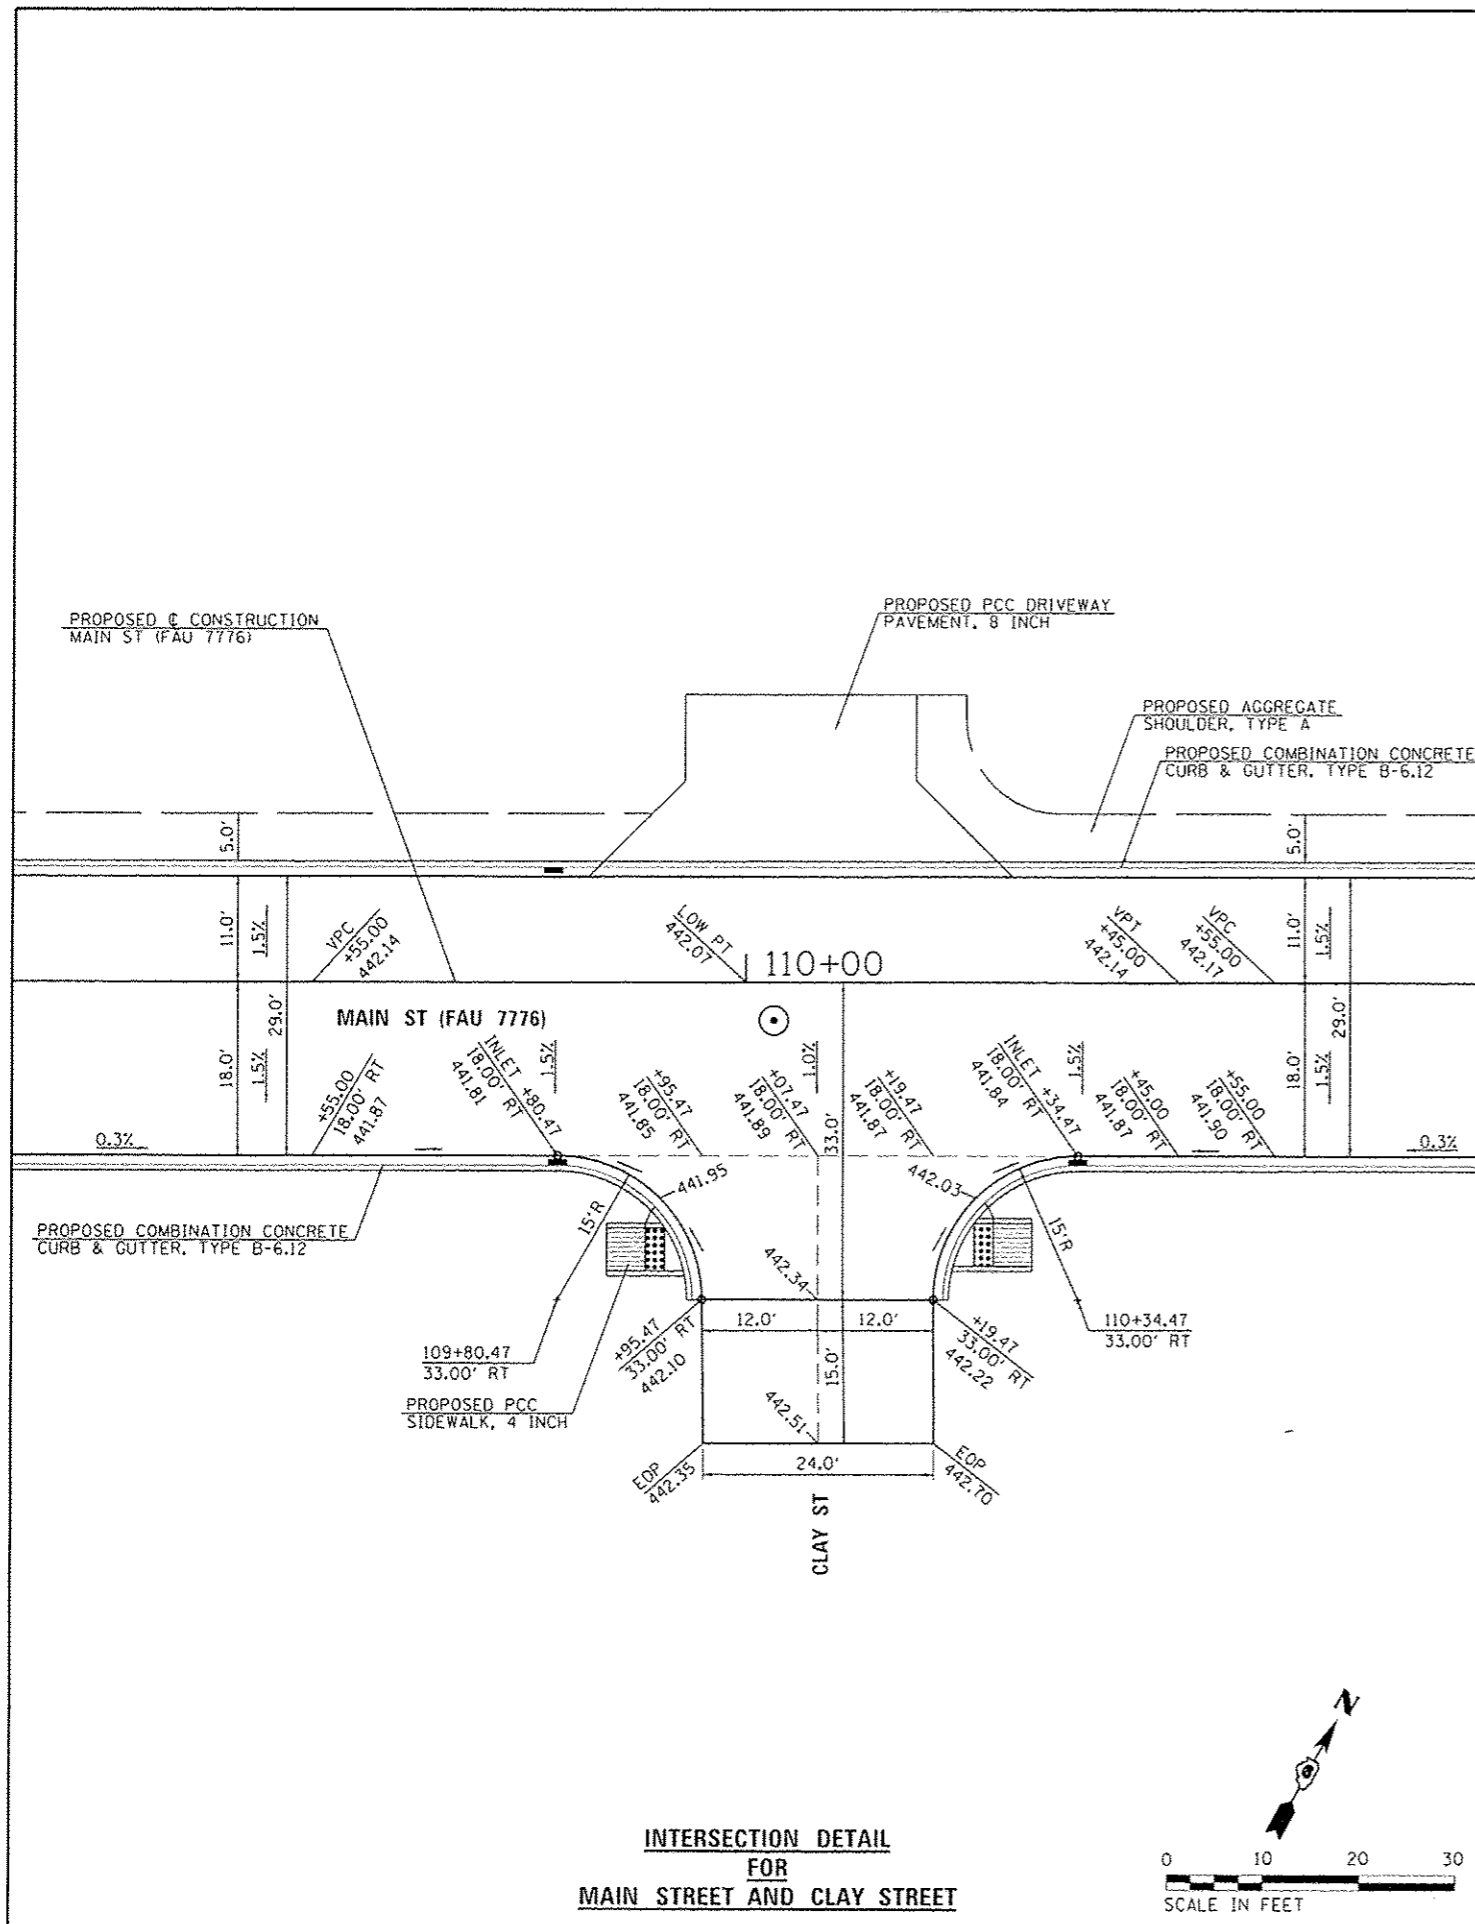 PROPOSED ℄ CONSTRUCTION
MAIN ST (FAU 7776)
PROPOSED PCC DRIVEWAY
PAVEMENT, 8 INCH
PROPOSED AGGREGATE
SHOULDER, TYPE A
PROPOSED COMBINATION CONCRETE
CURB & GUTTER, TYPE B-6.12
5.0'
5.0'
11.0'
1.5%
VPC
+55.00
442.14
LOW PT
442.07
110+00
VPT
+45.00
442.14
VPC
+55.00
442.17
11.0'
1.5%
29.0'
MAIN ST (FAU 7776)
29.0'
18.0'
1.5%
+55.00
18.00' RT
441.87
INLET +80.47
18.00' RT
441.81
1.5%
+95.47
18.00' RT
441.85
+07.47
18.00' RT
441.89
1.0%
33.0'
+19.47
18.00' RT
441.87
INLET +34.47
18.00' RT
441.84
1.5%
+45.00
18.00' RT
441.87
+55.00
18.00' RT
441.90
18.0'
1.5%
0.3%
0.3%
441.95
442.03
PROPOSED COMBINATION CONCRETE
CURB & GUTTER, TYPE B-6.12
15'R
15'R
442.34
12.0'
12.0'
109+80.47
33.00' RT
+95.47
33.00' RT
442.10
15.0'
+19.47
33.00' RT
442.22
110+34.47
33.00' RT
PROPOSED PCC
SIDEWALK, 4 INCH
442.51
EOP
442.35
24.0'
EOP
442.70
CLAY ST
N
INTERSECTION DETAIL
FOR
MAIN STREET AND CLAY STREET
0 10 20 30
SCALE IN FEET